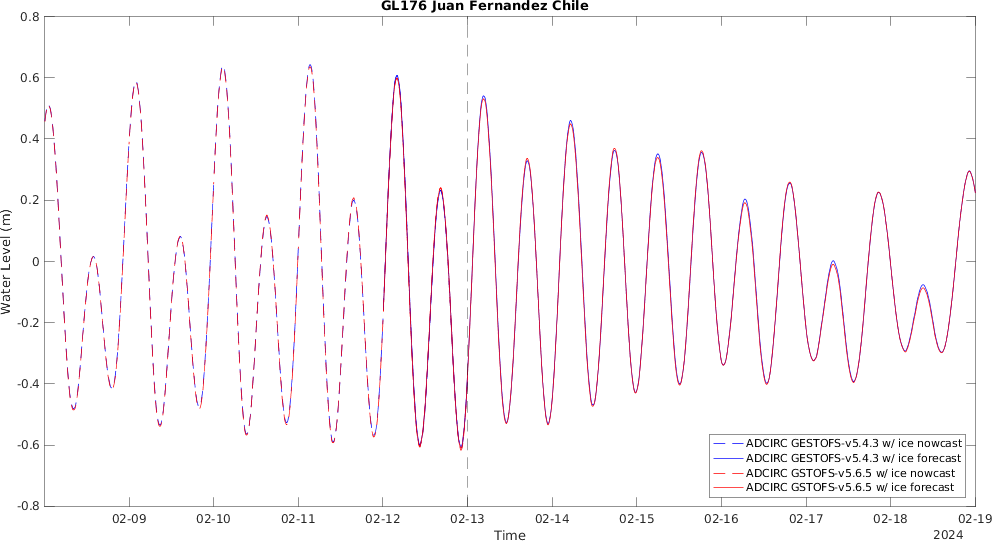 GL176 Juan Fernandez Chile
0.8
0.6
0.4
0.2
0
-0.2
-0.4
-0.6
-0.8
Water Level (m)
ADCIRC GESTOFS-v5.4.3 w/ ice nowcast
ADCIRC GESTOFS-v5.4.3 w/ ice forecast
ADCIRC GSTOFS-v5.6.5 w/ ice nowcast
ADCIRC GSTOFS-v5.6.5 w/ ice forecast
02-09 02-10 02-11 02-12 02-13 02-14 02-15 02-16 02-17 02-18 02-19
Time
2024